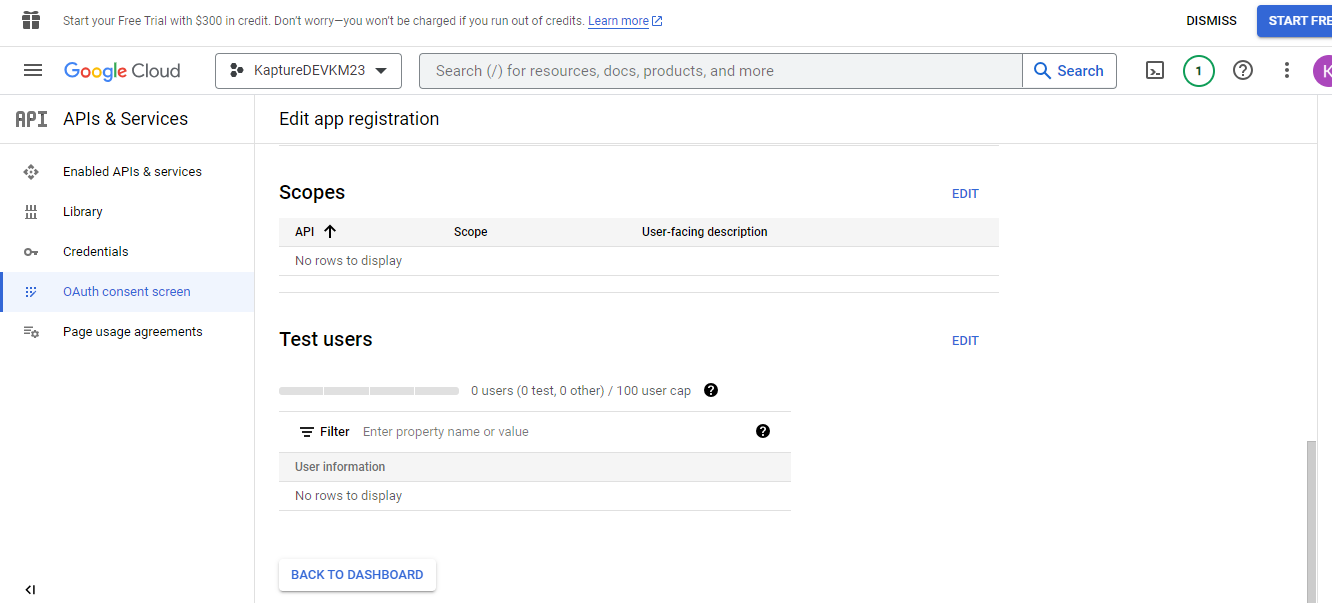 Start your Free Trial with $300 in credit. Don't worry—you won't be charged if you run out of credits. Learn more
DISMISS
START FRE
Google Cloud
KaptureDEVKM23
Search (/) for resources, docs, products, and more
Search
1
K
API
APIs & Services
Edit app registration
Enabled APIs & services
Library
Credentials
OAuth consent screen
Page usage agreements
Scopes
EDIT
API Scope User-facing description
No rows to display
Test users
EDIT
0 users (0 test, 0 other) / 100 user cap
Filter Enter property name or value
User information
No rows to display
BACK TO DASHBOARD